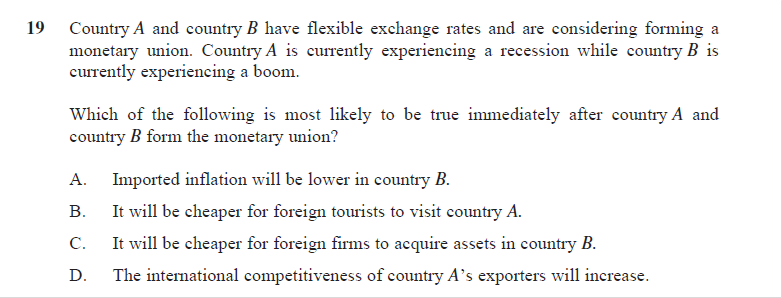 19 Country A and country B have flexible exchange rates and are considering forming a
monetary union. Country A is currently experiencing a recession while country B is
currently experiencing a boom.
Which of the following is most likely to be true immediately after country A and
country B form the monetary union?
A. Imported inflation will be lower in country B.
B. It will be cheaper for foreign tourists to visit country A.
C. It will be cheaper for foreign firms to acquire assets in country B.
D. The international competitiveness of country A's exporters will increase.